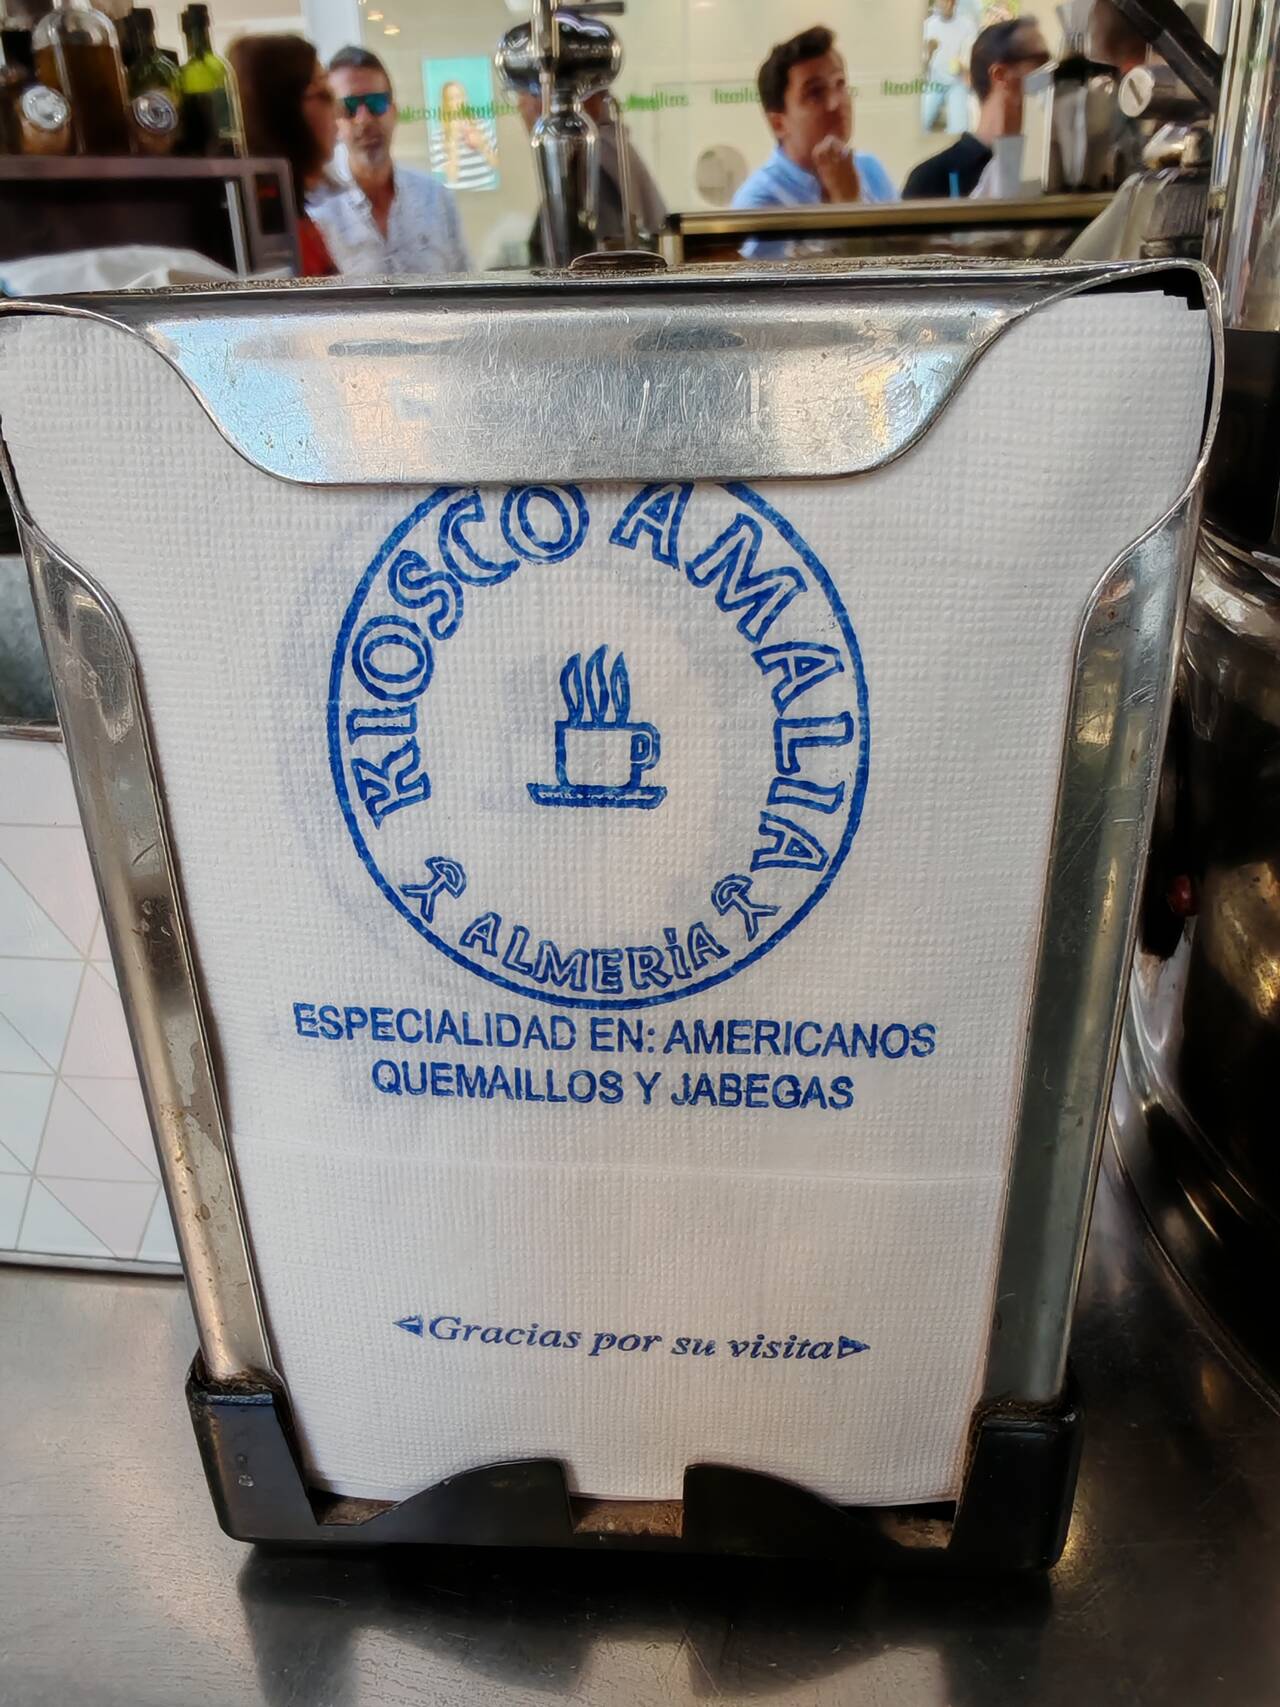 KIOSCO AMALIA
ALMERÍA
ESPECIALIDAD EN: AMERICANOS
QUEMAILLOS Y JABEGAS
Gracias por su visita